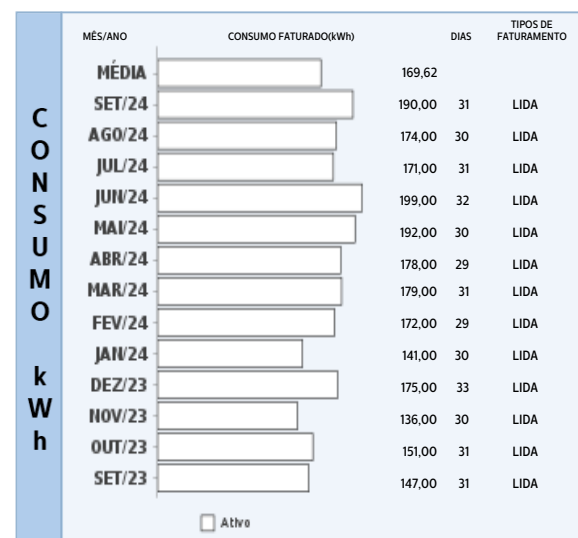 MÊS/ANO CONSUMO FATURADO(kWh) DIAS TIPOS DE FATURAMENTO
MÉDIA 169,62
SET/24 190,00 31 LIDA
AGO/24 174,00 30 LIDA
JUL/24 171,00 31 LIDA
JUN/24 199,00 32 LIDA
MAI/24 192,00 30 LIDA
ABR/24 178,00 29 LIDA
MAR/24 179,00 31 LIDA
FEV/24 172,00 29 LIDA
JAN/24 141,00 30 LIDA
DEZ/23 175,00 33 LIDA
NOV/23 136,00 30 LIDA
OUT/23 151,00 31 LIDA
SET/23 147,00 31 LIDA
Ativo
CONSUMO kWh